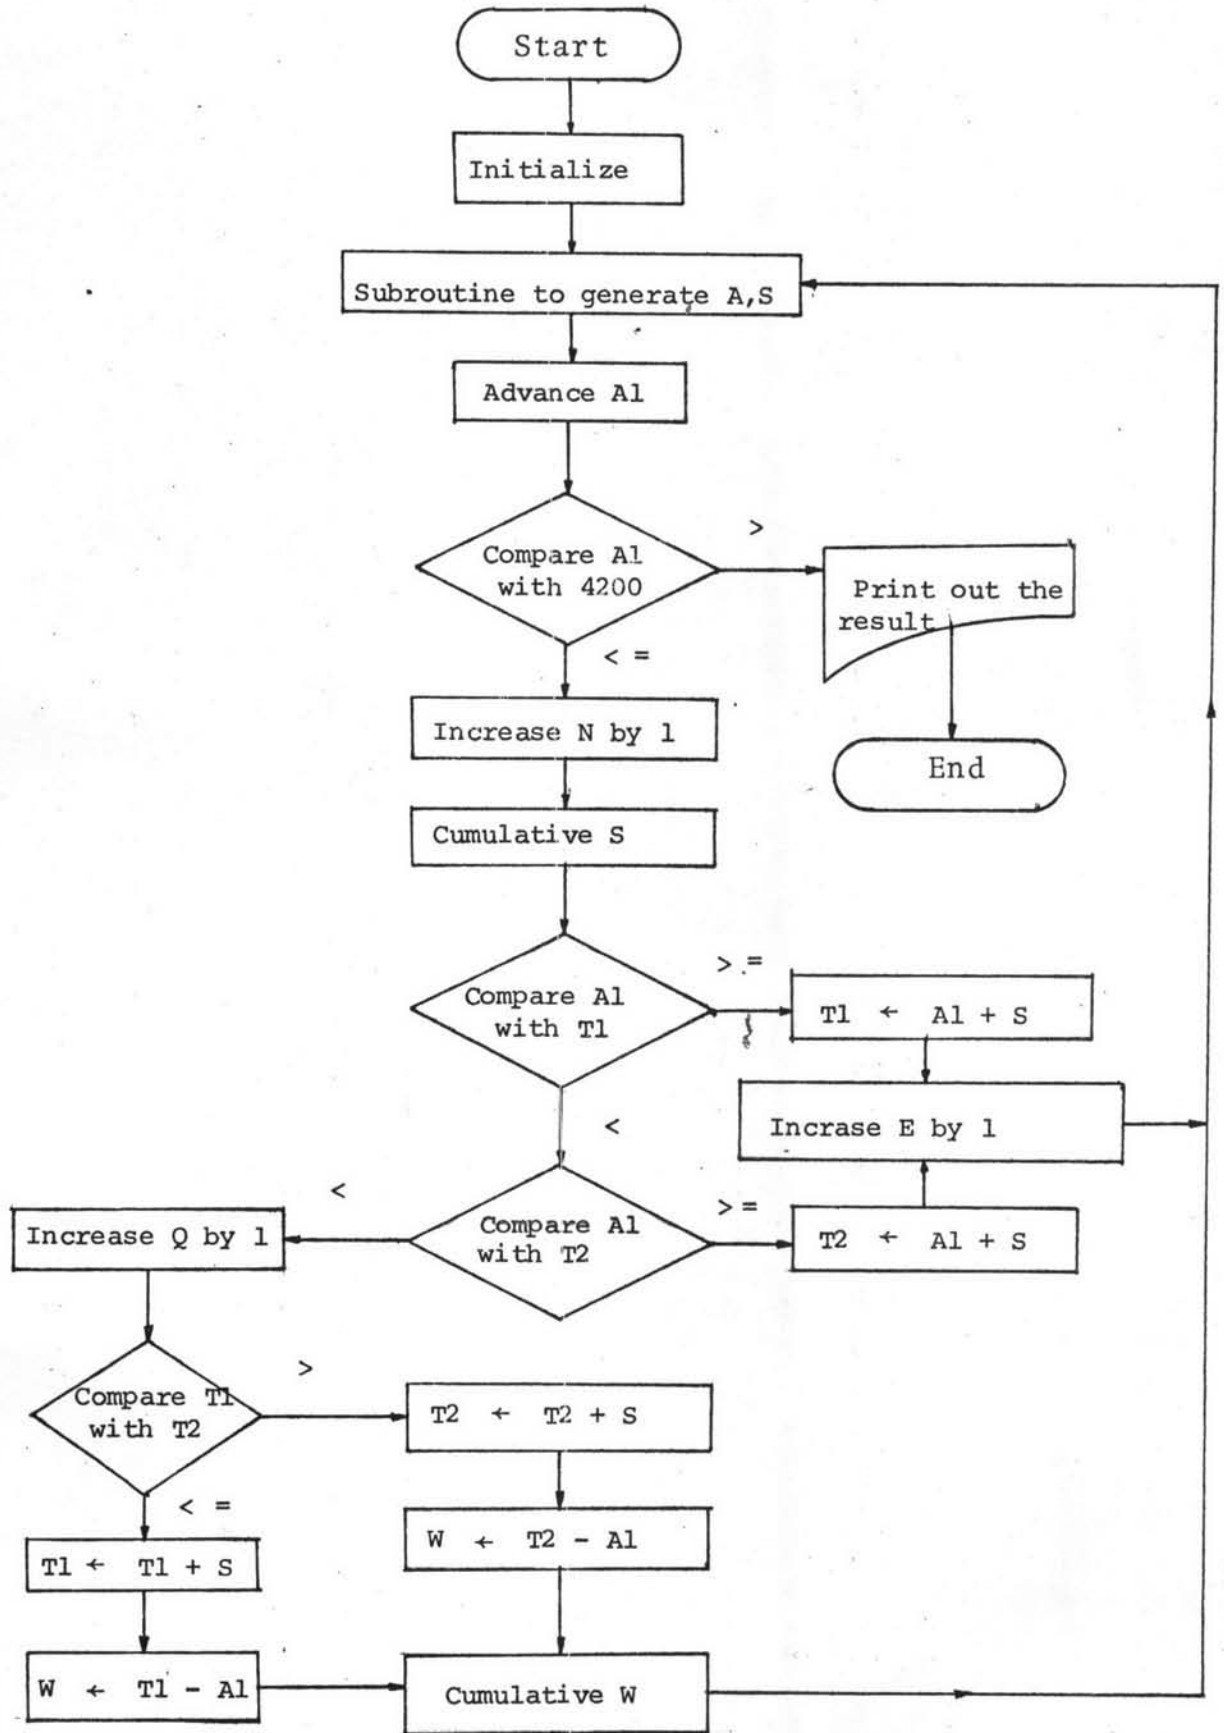 Start
Initialize
Subroutine to generate A,S
Advance A1
Compare A1
with 4200
>
Print out the
result
< =
End
Increase N by 1
Cumulative S
Compare A1
with T1
> =
T1 ← A1 + S
Incrase E by 1
<
Compare A1
with T2
> =
T2 ← A1 + S
<
Increase Q by 1
Compare T1
with T2
>
T2 ← T2 + S
W ← T2 - A1
< =
T1 ← T1 + S
W ← T1 - A1
Cumulative W